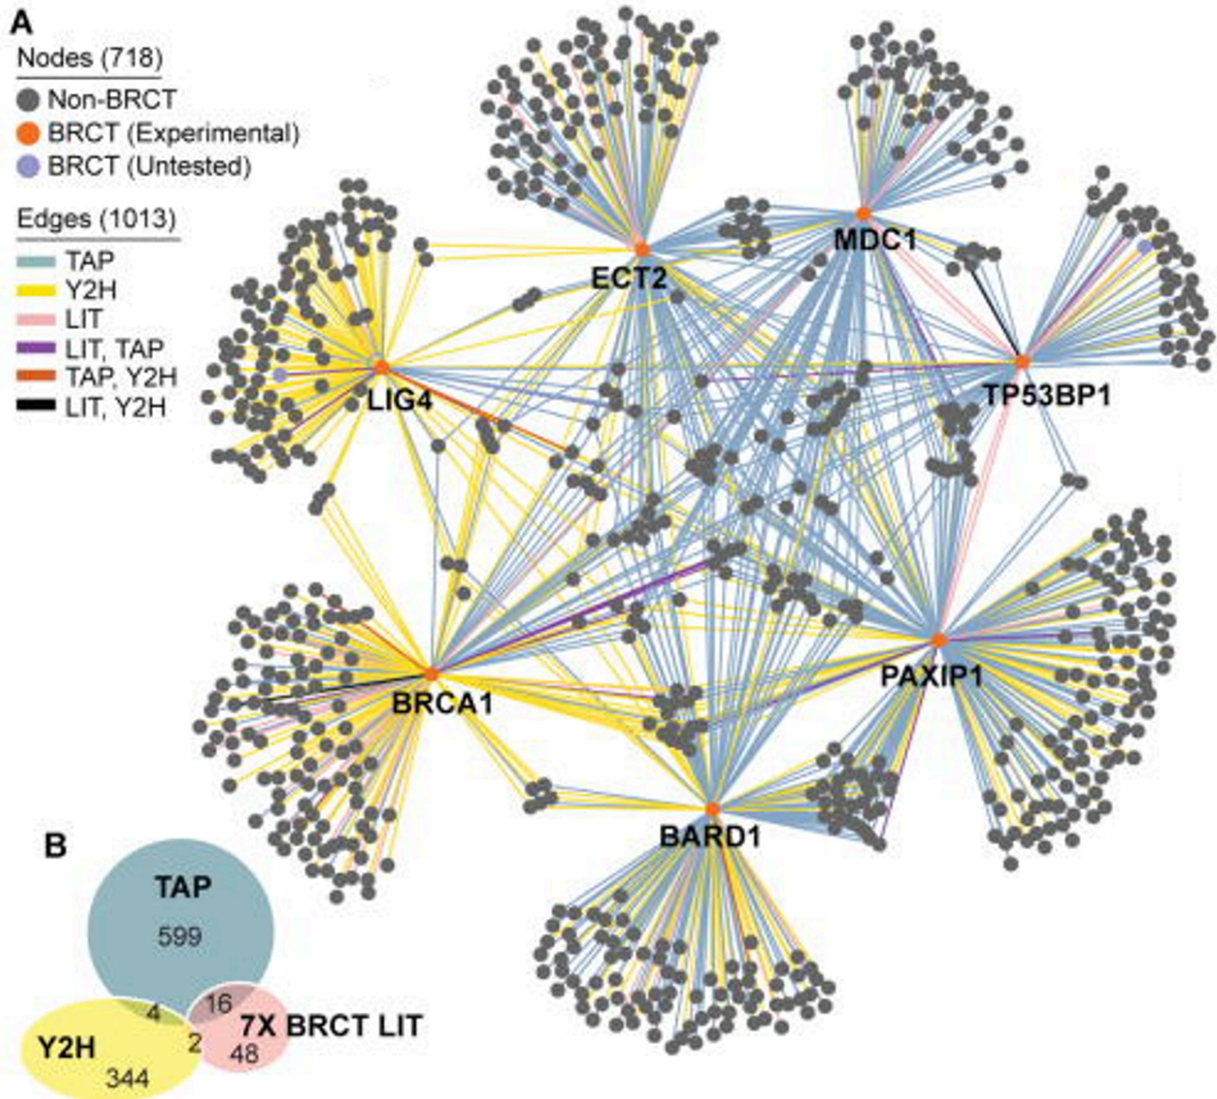 A
Nodes (718)
Non-BRCT
BRCT (Experimental)
BRCT (Untested)
Edges (1013)
TAP
Y2H
LIT
LIT, TAP
TAP, Y2H
LIT, Y2H
MDC1
ECT2
TP53BP1
LIG4
PAXIP1
BRCA1
BARD1
B
TAP
599
4
16
7X BRCT LIT
Y2H
2
48
344